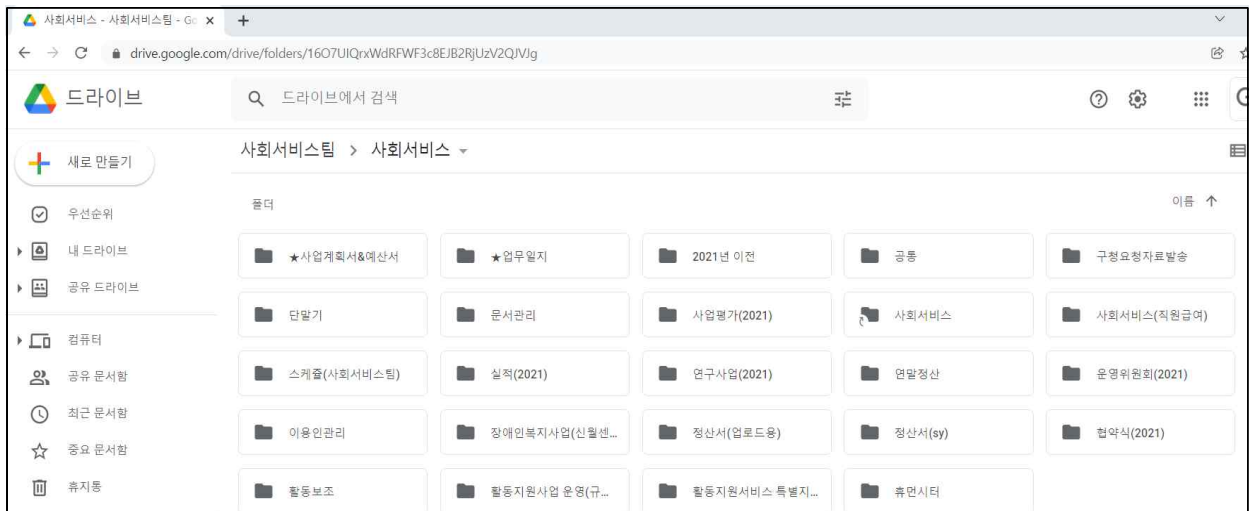 사회서비스 - 사회서비스팀 - Go
drive.google.com/drive/folders/16O7UIQrxWdRFWF3c8EJB2RjUzV2QJVJg
드라이브
드라이브에서 검색
새로 만들기
사회서비스팀 > 사회서비스
우선순위
폴더
이름
내 드라이브
★사업계획서&예산서
★업무일지
2021년 이전
공통
구청요청자료발송
공유 드라이브
단말기
문서관리
사업평가(2021)
사회서비스
사회서비스(직원급여)
컴퓨터
공유 문서함
스케쥴(사회서비스팀)
실적(2021)
연구사업(2021)
연말정산
운영위원회(2021)
최근 문서함
이용인관리
장애인복지사업(신월센...
정산서(업로드용)
정산서(sy)
협약식(2021)
중요 문서함
휴지통
활동보조
활동지원사업 운영(규...
활동지원서비스 특별지...
휴먼시터